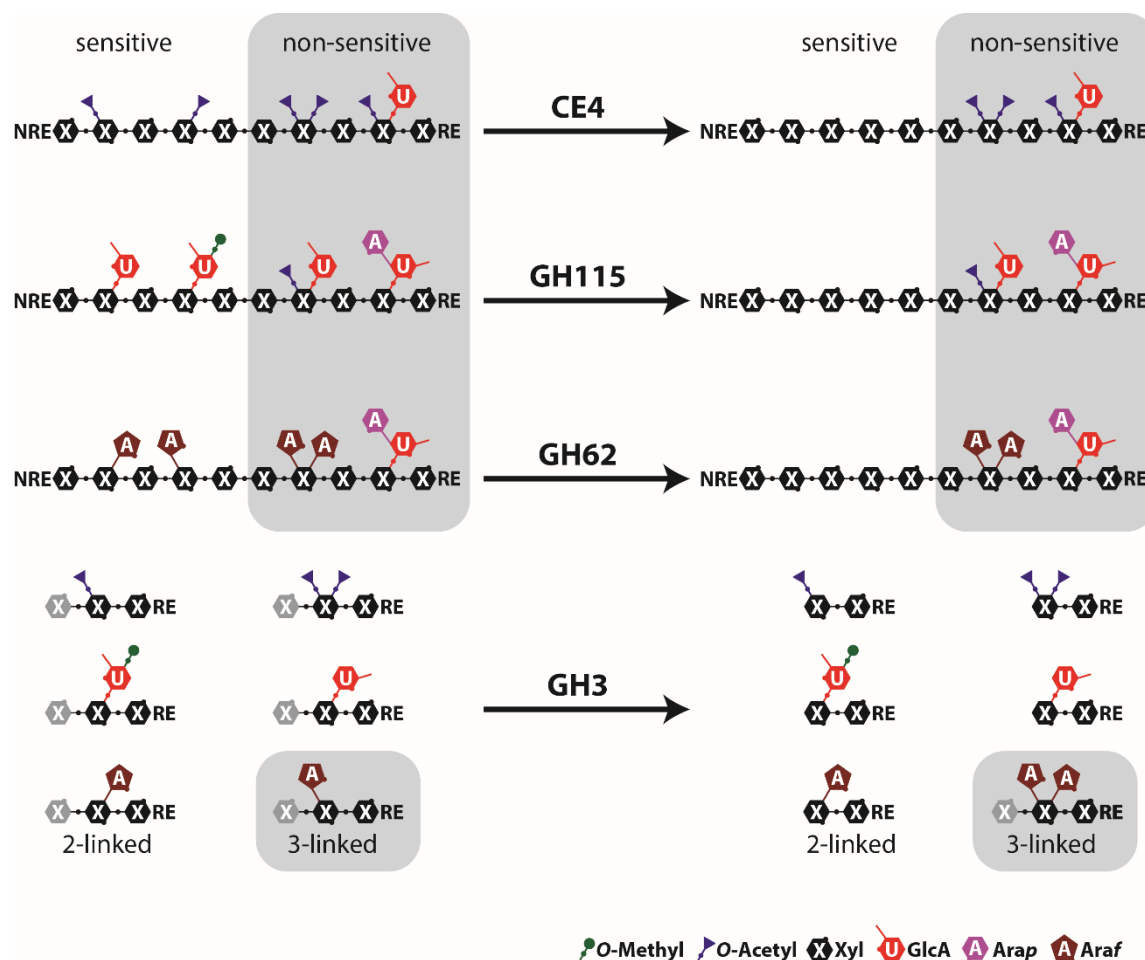 sensitive non-sensitive sensitive non-sensitive
U
CE4
NRE X X X X X X X X X X RE NRE X X X X X X X X X X RE
A A
U U U U U U
GH115
NRE X X X X X X X X X X RE NRE X X X X X X X X X X RE
A A
A A A A U A A U
GH62
NRE X X X X X X X X X X RE NRE X X X X X X X X X X RE
X X X RE X X X RE X X RE X X RE
U U U U
GH3
X X X RE X X X RE X X RE X X RE
A A A A A
X X X RE X X X RE X X RE X X X RE
2-linked 3-linked 2-linked 3-linked
O-Methyl O-Acetyl X Xyl U GlcA A Arap A Araf